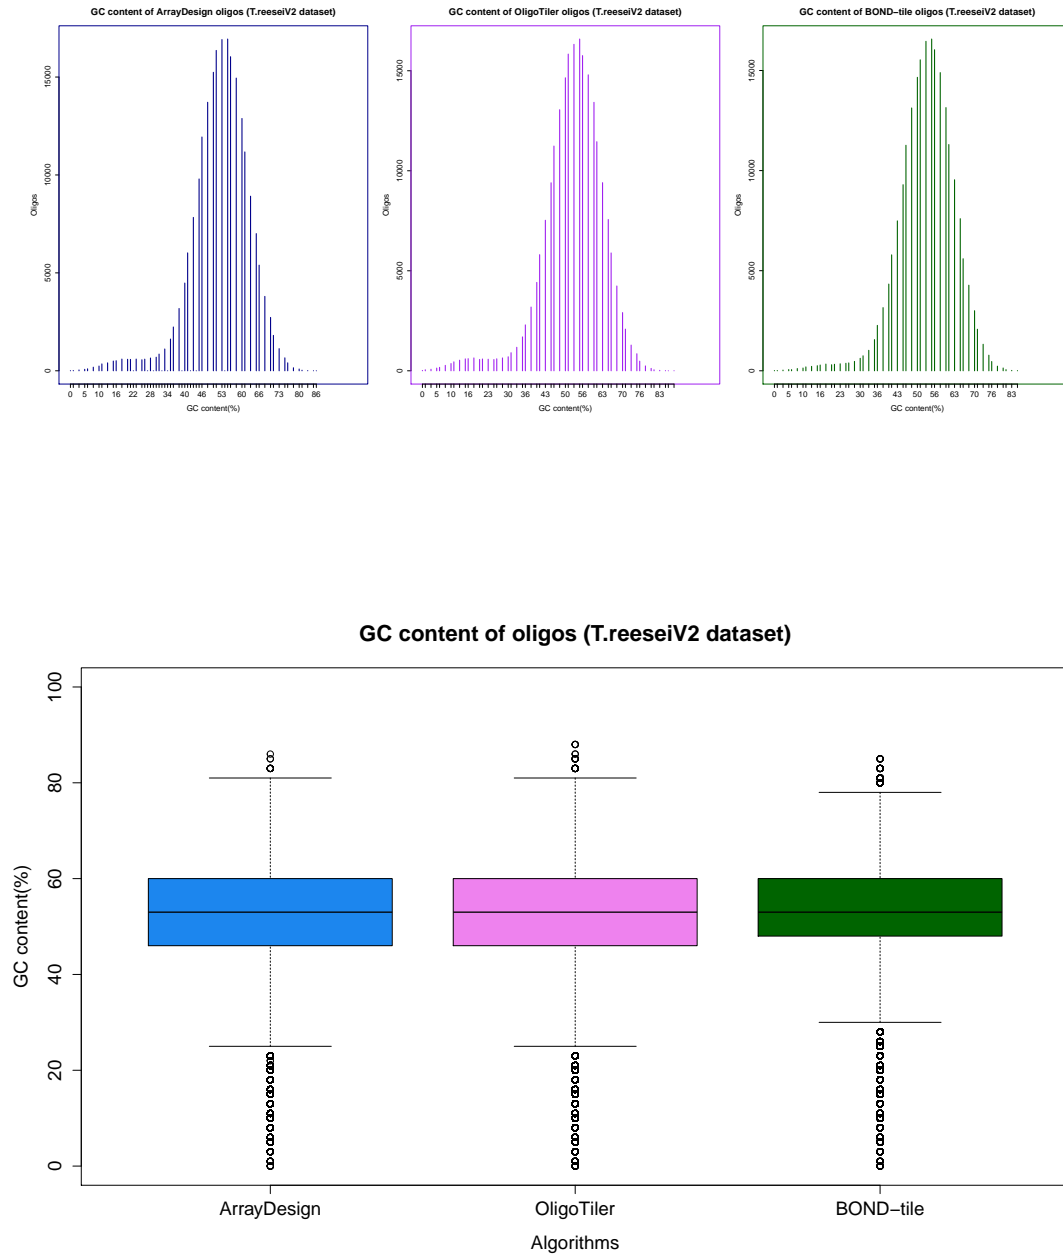 GC content of ArrayDesign oligos (T.reeseiV2 dataset)
Oligos
0
5000
10000
15000
0 5 10 16 22 28 34 40 46 53 60 66 73 80 86
GC content(%)
GC content of OligoTiler oligos (T.reeseiV2 dataset)
Oligos
0
5000
10000
15000
0 5 10 16 23 30 36 43 50 56 63 70 76 83
GC content(%)
GC content of BOND−tile oligos (T.reeseiV2 dataset)
Oligos
0
5000
10000
15000
0 5 10 16 23 30 36 43 50 56 63 70 76 83
GC content(%)
GC content of oligos (T.reeseiV2 dataset)
GC content(%)
0
20
40
60
80
100
ArrayDesign OligoTiler BOND−tile
Algorithms